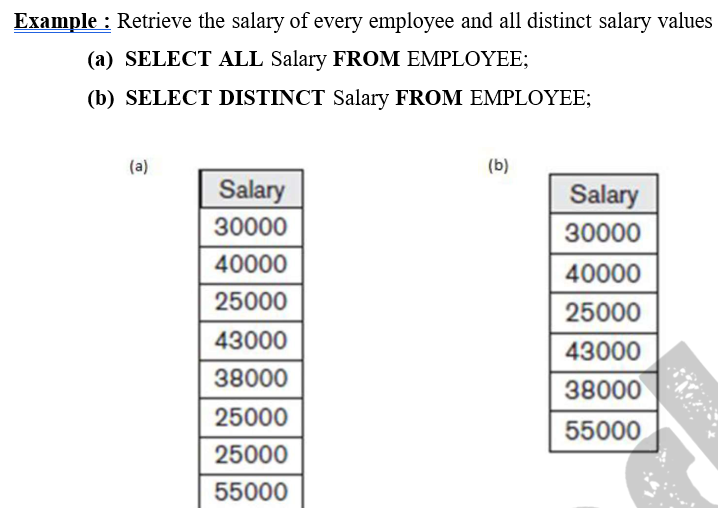 Example : Retrieve the salary of every employee and all distinct salary values
(a) SELECT ALL Salary FROM EMPLOYEE;
(b) SELECT DISTINCT Salary FROM EMPLOYEE;
(a)
Salary
30000
40000
25000
43000
38000
25000
25000
55000
(b)
Salary
30000
40000
25000
43000
38000
55000